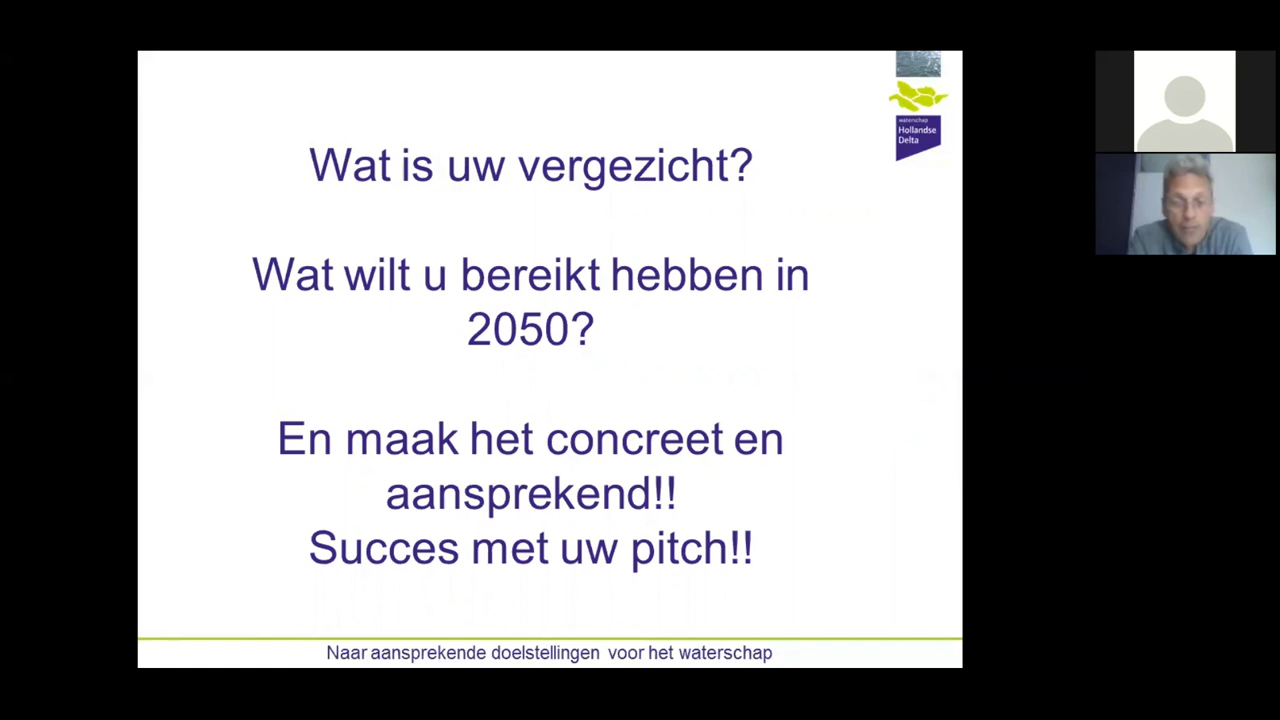 waterschap
Hollandse
Delta
Wat is uw vergezicht?
Wat wilt u bereikt hebben in
2050?
En maak het concreet en
aansprekend!!
Succes met uw pitch!!
Naar aansprekende doelstellingen voor het waterschap